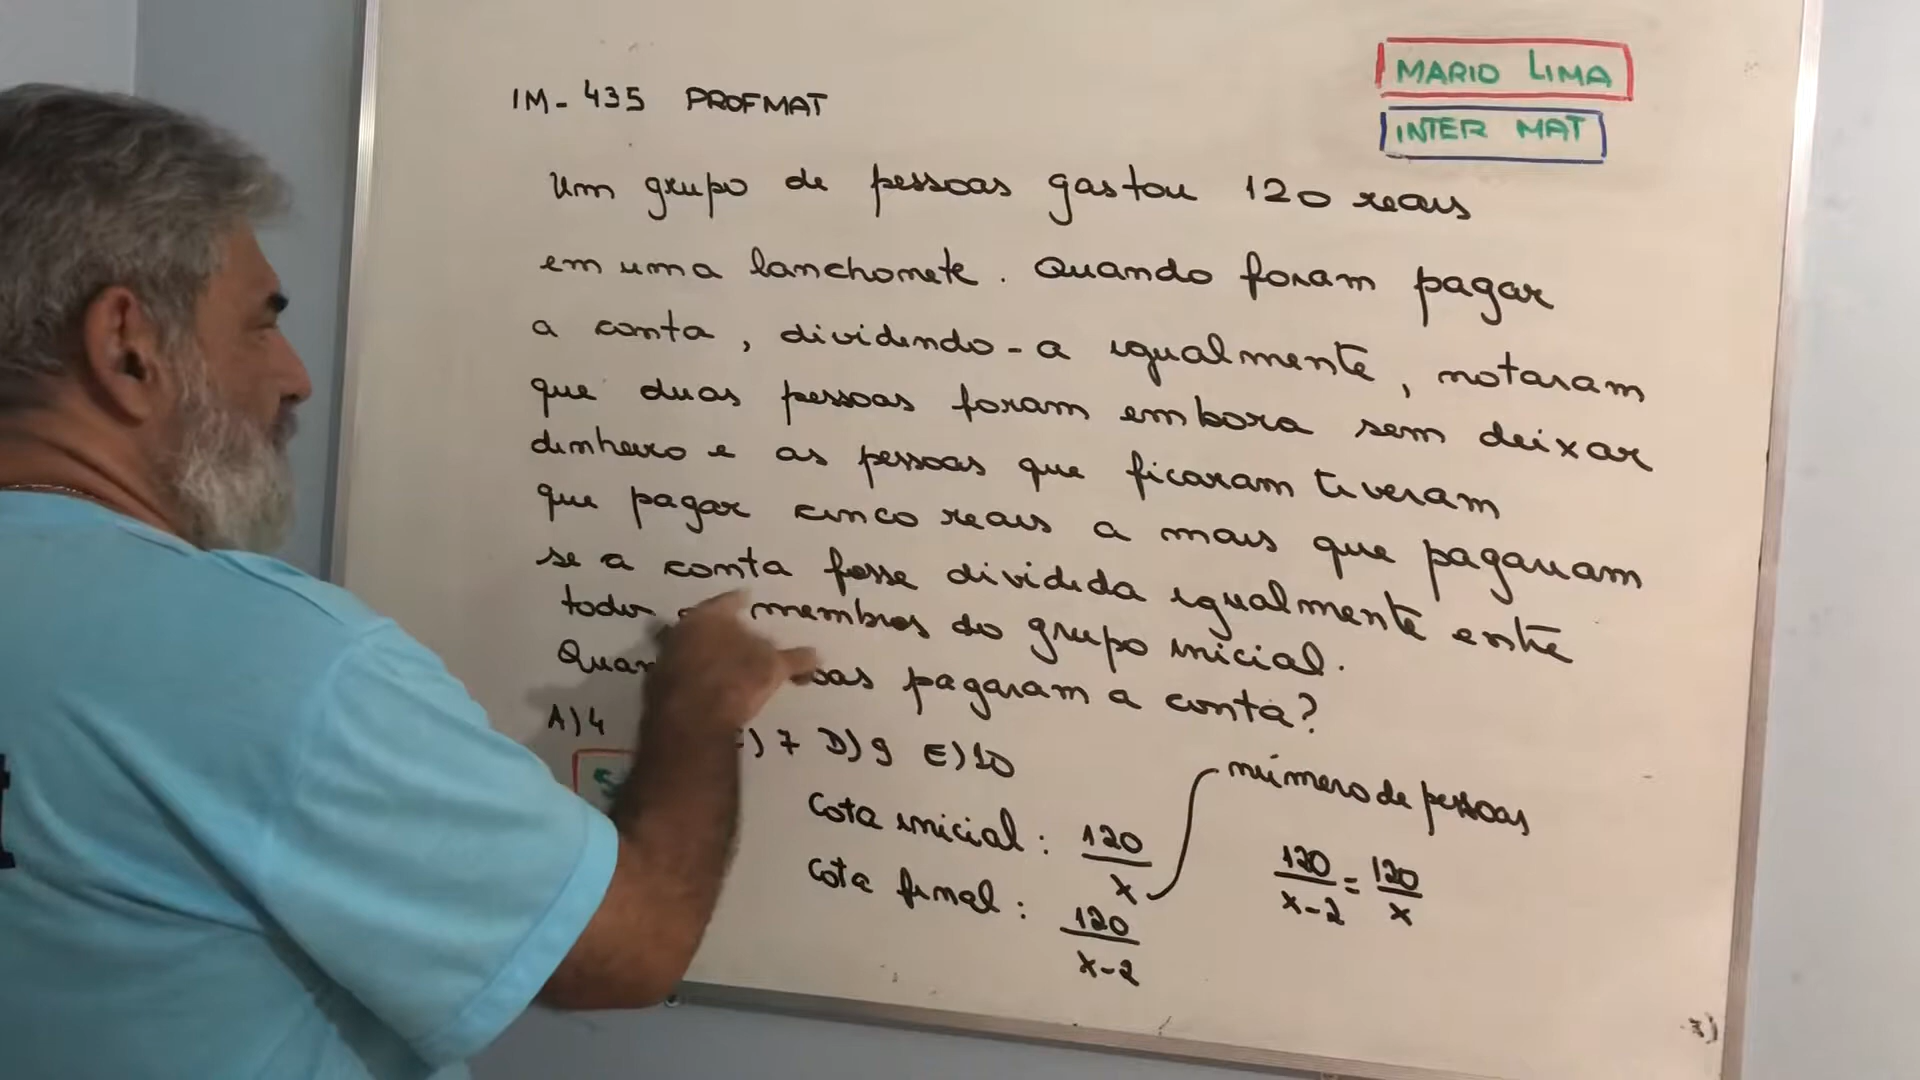 IM- 435 PROFMAT
MARIO LIMA
INTER MAT
Um grupo de pessoas gastou 120 reais
em uma lanchonete. Quando foram pagar
a conta, dividindo-a igualmente, notaram
que duas pessoas foram embora sem deixar
dinheiro e as pessoas que ficaram tiveram
que pagar cinco reais a mais que pagariam
se a conta fosse dividida igualmente entre
todos membros do grupo inicial.
pagaram a conta?
A) 4 7 D) 9 E) 10
número de pessoas
Cota inicial: 120/x
Cota final: 120/x-2
120/x-2 = 120/x